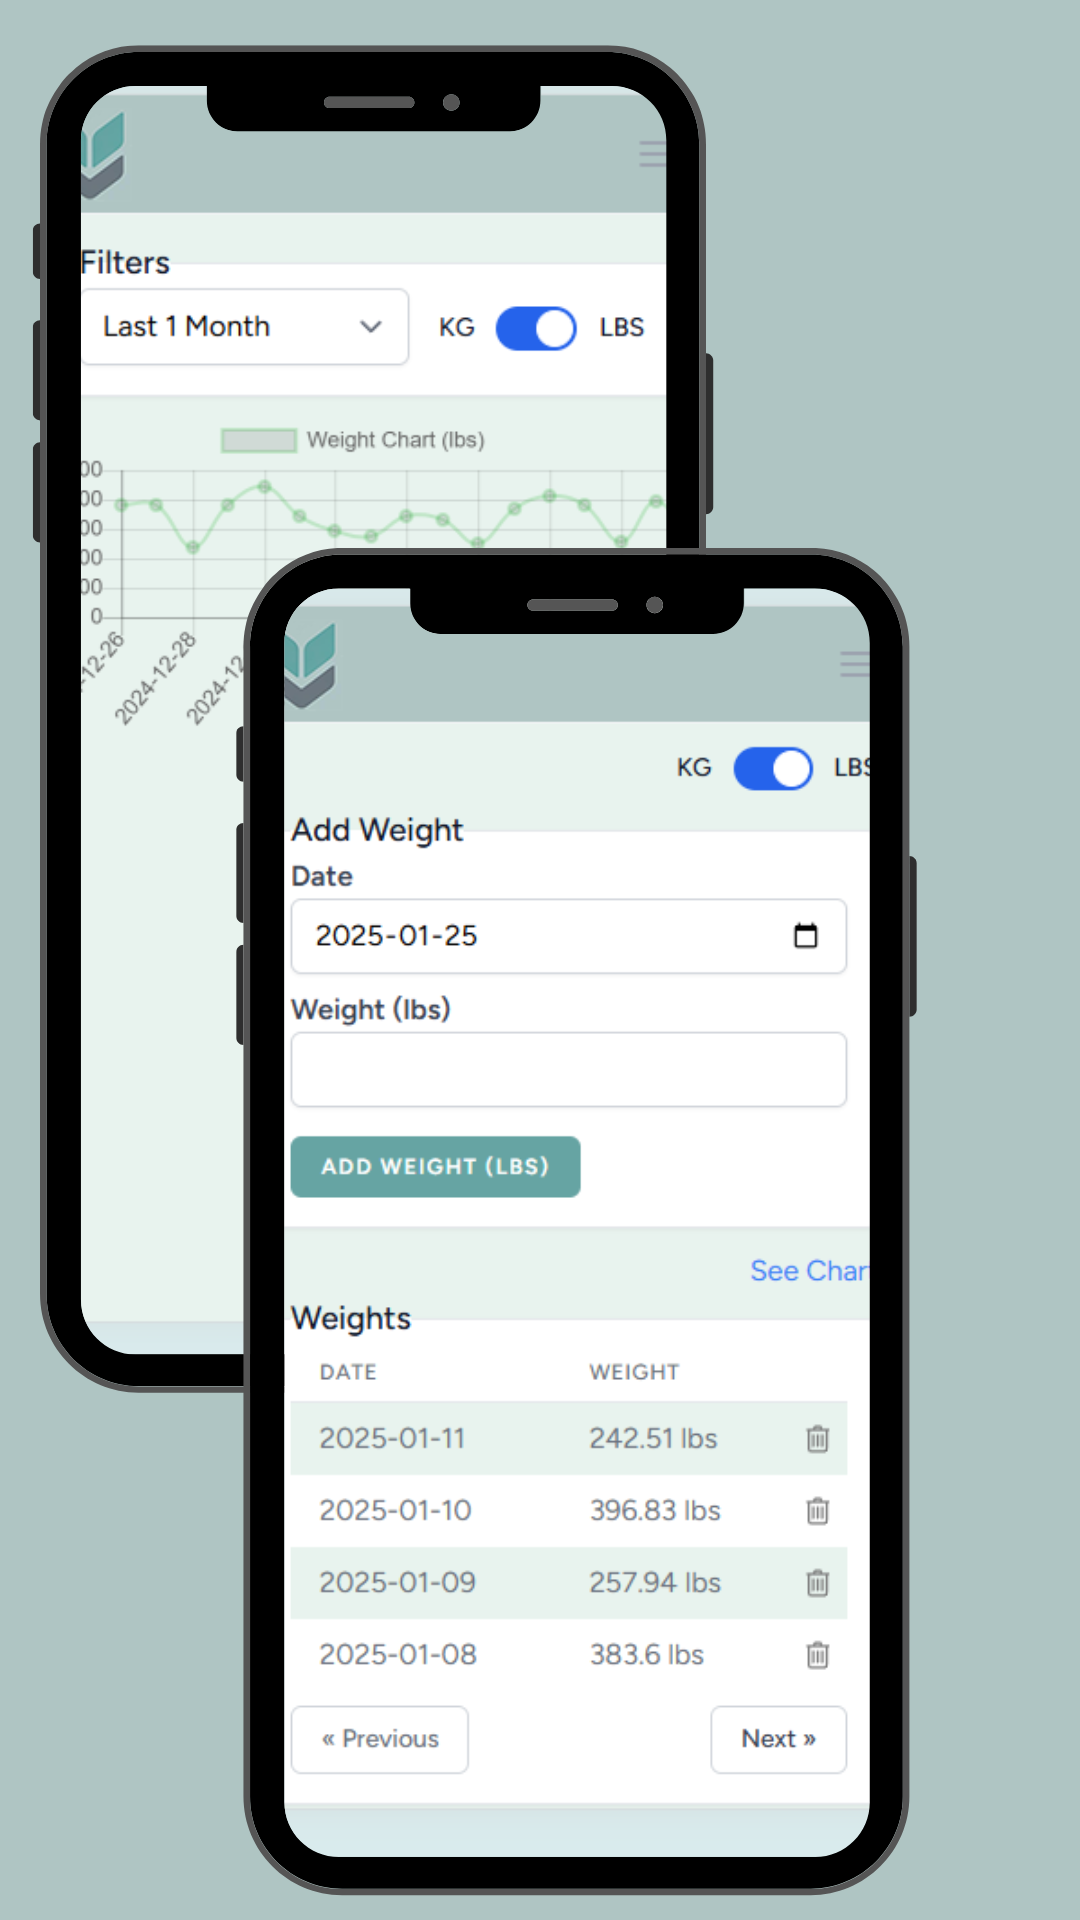 Filters
Last 1 Month
KG LBS
Weight Chart (lbs)
00
00
00
00
00
0
-12-26
2024-12-28
2024-12
KG LBS
Add Weight
Date
2025-01-25
Weight (lbs)
ADD WEIGHT (LBS)
See Char
Weights
DATE WEIGHT
2025-01-11 242.51 lbs
2025-01-10 396.83 lbs
2025-01-09 257.94 lbs
2025-01-08 383.6 lbs
« Previous Next »